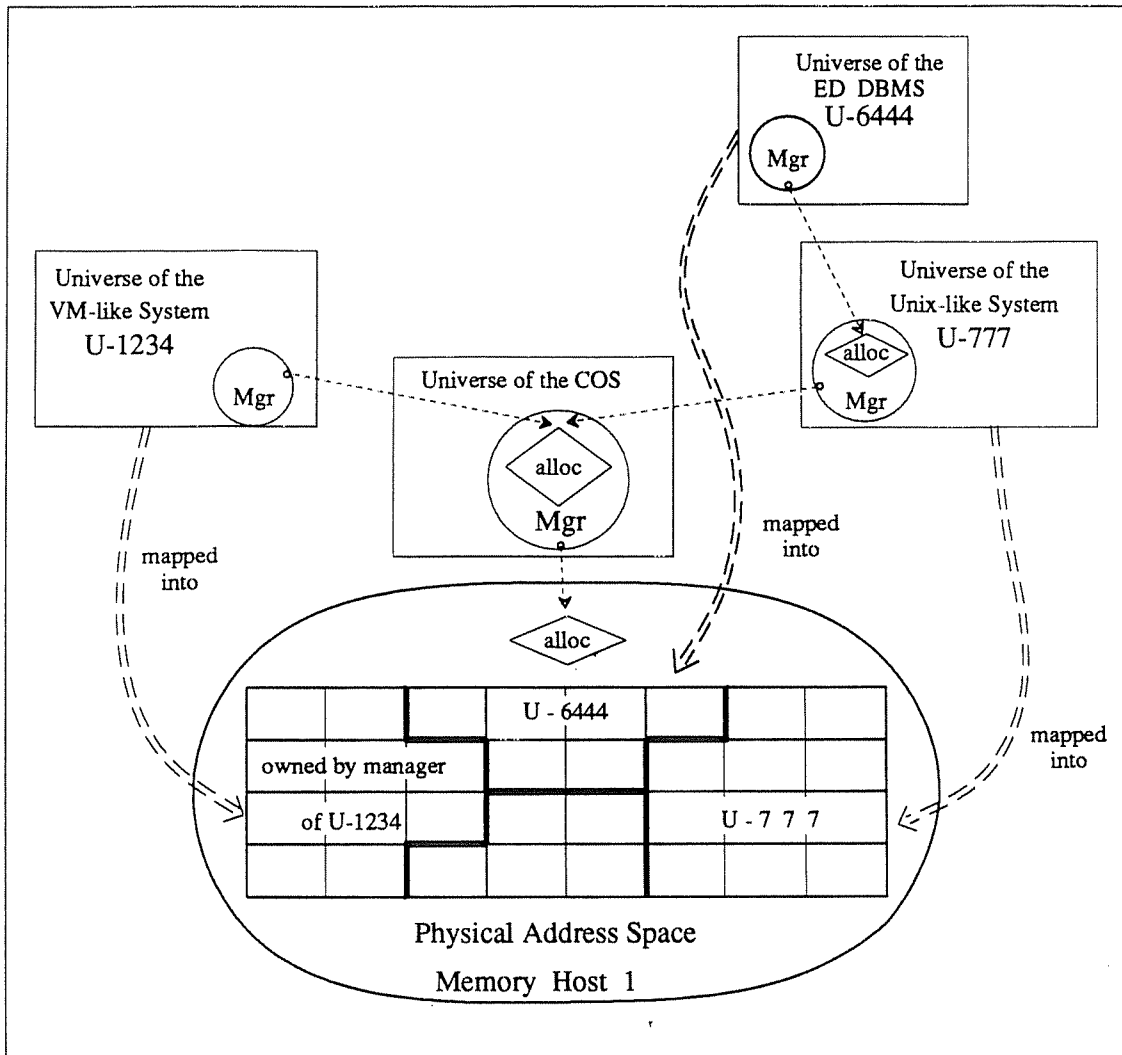 Universe of the
ED DBMS
U-6444
Mgr
Universe of the
VM-like System
U-1234
Mgr
Universe of the COS
alloc
Mgr
Universe of the
Unix-like System
U-777
alloc
Mgr
mapped
into
mapped
into
mapped
into
alloc
U - 6444
owned by manager
of U-1234
U - 7 7 7
Physical Address Space
Memory Host 1